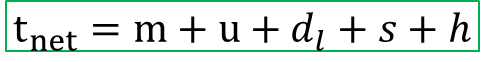 t_net = m + u + d_l + s + h